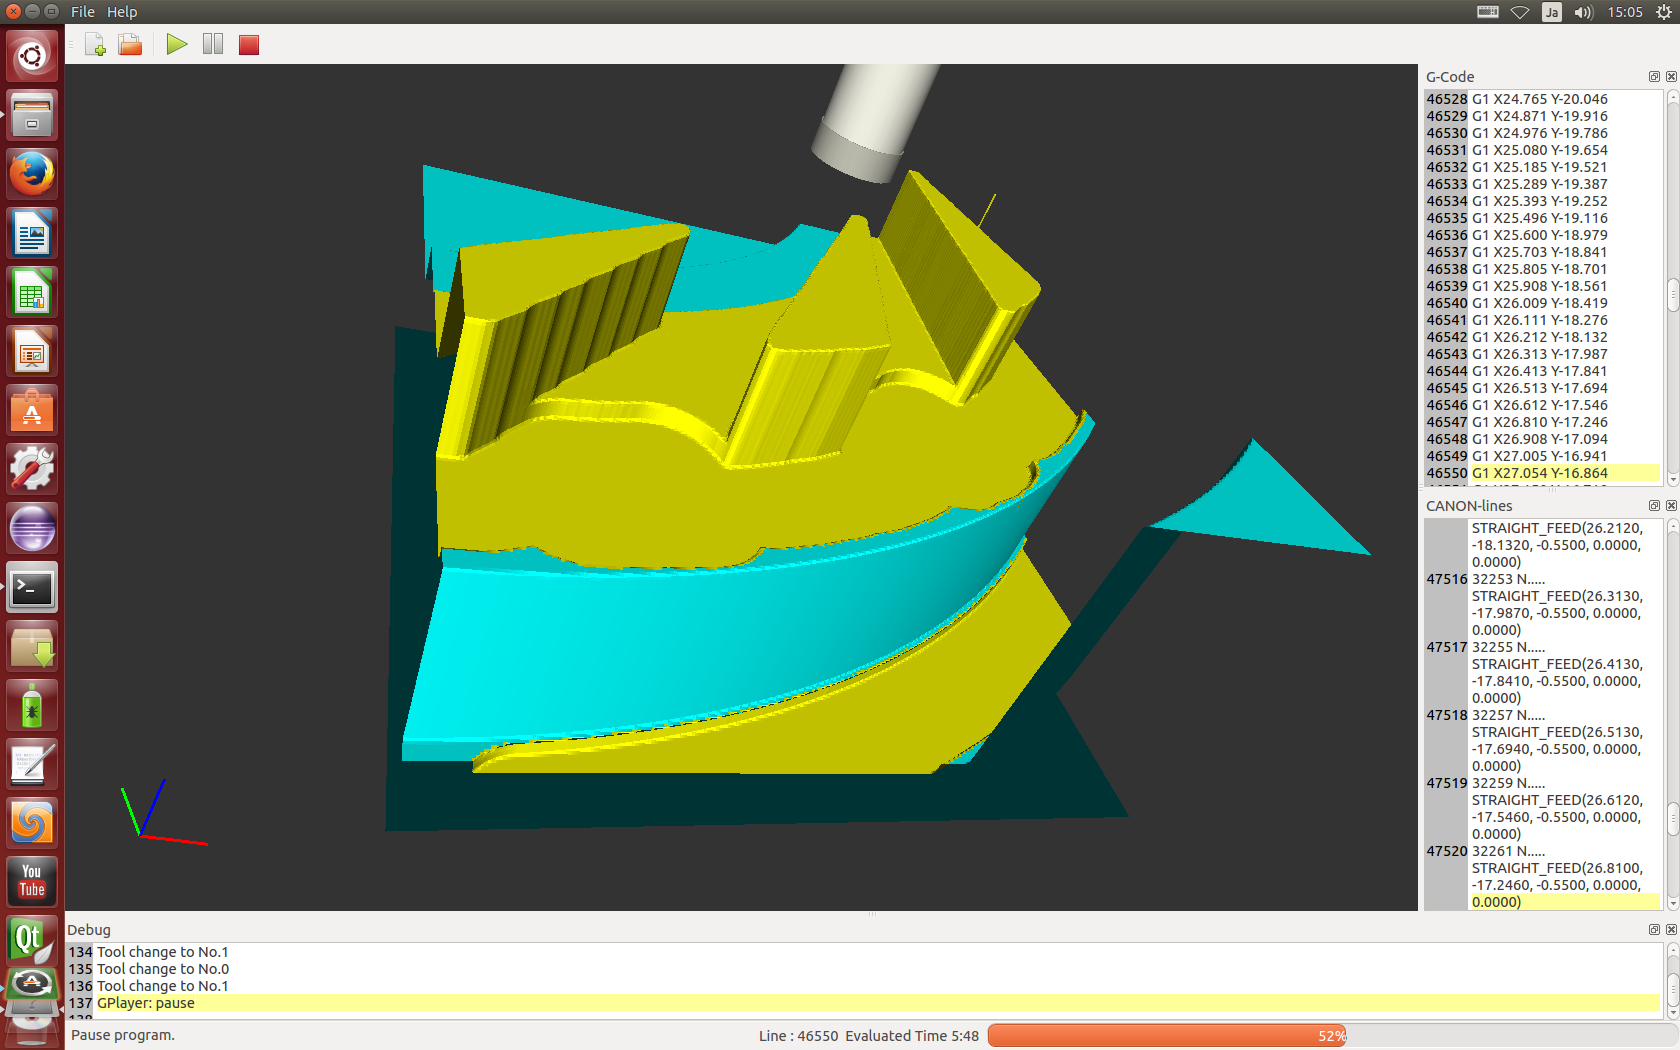 File Help
Ja
15:05
G-Code
46528 G1 X24.765 Y-20.046
46529 G1 X24.871 Y-19.916
46530 G1 X24.976 Y-19.786
46531 G1 X25.080 Y-19.654
46532 G1 X25.185 Y-19.521
46533 G1 X25.289 Y-19.387
46534 G1 X25.393 Y-19.252
46535 G1 X25.496 Y-19.116
46536 G1 X25.600 Y-18.979
46537 G1 X25.703 Y-18.841
46538 G1 X25.805 Y-18.701
46539 G1 X25.908 Y-18.561
46540 G1 X26.009 Y-18.419
46541 G1 X26.111 Y-18.276
46542 G1 X26.212 Y-18.132
46543 G1 X26.313 Y-17.987
46544 G1 X26.413 Y-17.841
46545 G1 X26.513 Y-17.694
46546 G1 X26.612 Y-17.546
46547 G1 X26.810 Y-17.246
46548 G1 X26.908 Y-17.094
46549 G1 X27.005 Y-16.941
46550 G1 X27.054 Y-16.864
CANON-lines
STRAIGHT_FEED(26.2120,
-18.1320, -0.5500, 0.0000,
0.0000)
47516 32253 N.....
STRAIGHT_FEED(26.3130,
-17.9870, -0.5500, 0.0000,
0.0000)
47517 32255 N.....
STRAIGHT_FEED(26.4130,
-17.8410, -0.5500, 0.0000,
0.0000)
47518 32257 N.....
STRAIGHT_FEED(26.5130,
-17.6940, -0.5500, 0.0000,
0.0000)
47519 32259 N.....
STRAIGHT_FEED(26.6120,
-17.5460, -0.5500, 0.0000,
0.0000)
47520 32261 N.....
STRAIGHT_FEED(26.8100,
-17.2460, -0.5500, 0.0000,
0.0000)
You
Tube
Qt
Debug
134 Tool change to No.1
135 Tool change to No.0
136 Tool change to No.1
137 GPlayer: pause
Pause program.
Line : 46550 Evaluated Time 5:48
52%